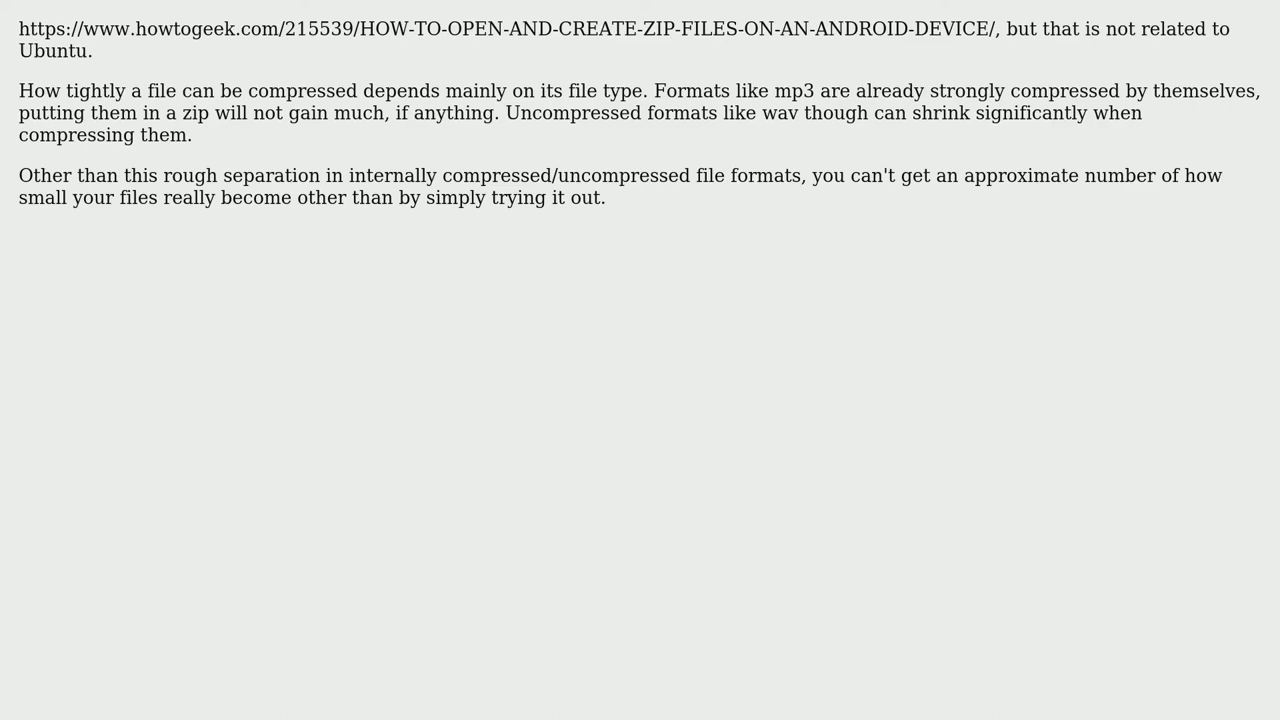 https://www.howtogeek.com/215539/HOW-TO-OPEN-AND-CREATE-ZIP-FILES-ON-AN-ANDROID-DEVICE/, but that is not related to
Ubuntu.
How tightly a file can be compressed depends mainly on its file type. Formats like mp3 are already strongly compressed by themselves,
putting them in a zip will not gain much, if anything. Uncompressed formats like wav though can shrink significantly when
compressing them.
Other than this rough separation in internally compressed/uncompressed file formats, you can't get an approximate number of how
small your files really become other than by simply trying it out.